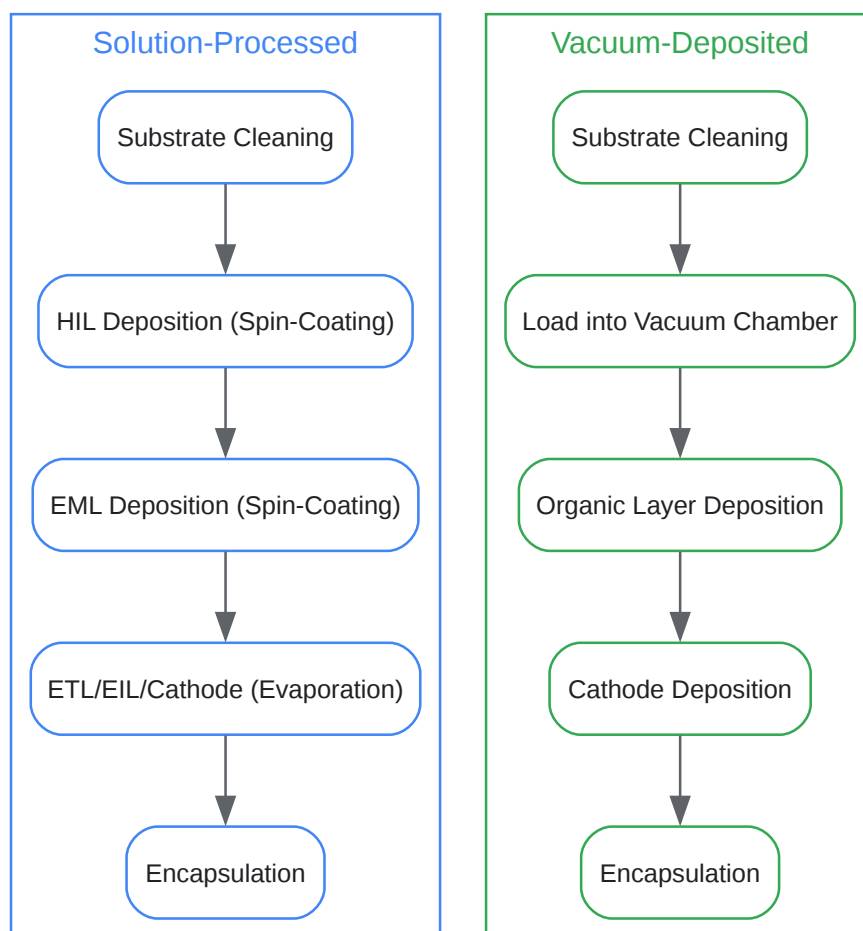 Solution-Processed
Substrate Cleaning
HIL Deposition (Spin-Coating)
EML Deposition (Spin-Coating)
ETL/EIL/Cathode (Evaporation)
Encapsulation
Vacuum-Deposited
Substrate Cleaning
Load into Vacuum Chamber
Organic Layer Deposition
Cathode Deposition
Encapsulation